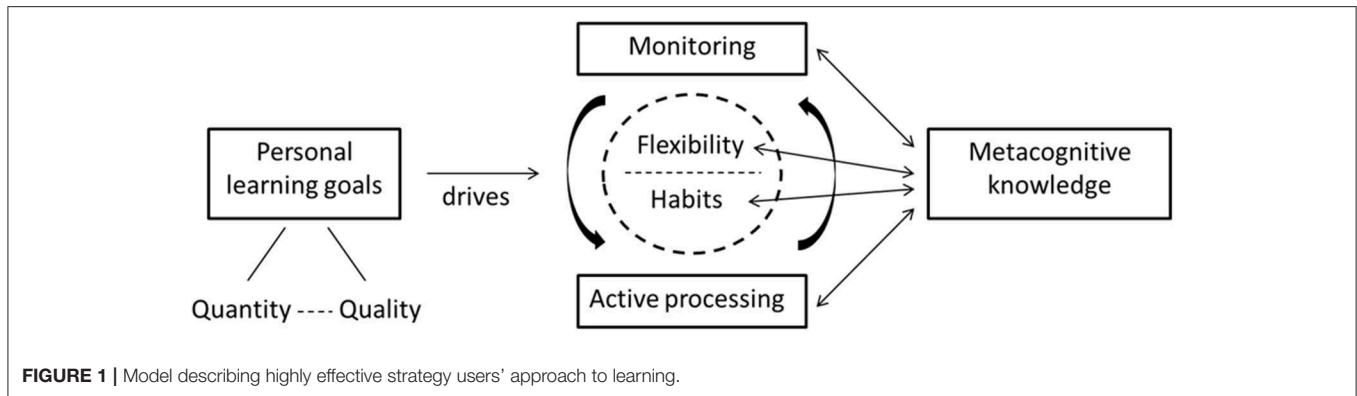 Monitoring
Personal
learning goals
drives
Flexibility
Habits
Metacognitive
knowledge
Quantity ---- Quality
Active processing
FIGURE 1 | Model describing highly effective strategy users’ approach to learning.